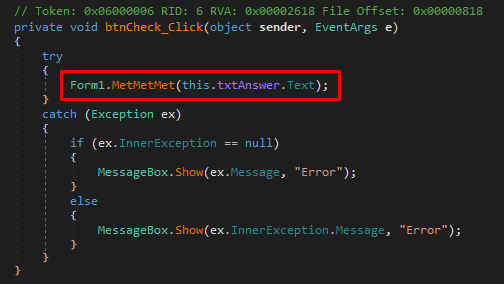 // Token: 0x06000006 RID: 6 RVA: 0x00002618 File Offset: 0x00000818
private void btnCheck_Click(object sender, EventArgs e)
{
    try
    {
        Form1.MetMetMet(this.txtAnswer.Text);
    }
    catch (Exception ex)
    {
        if (ex.InnerException == null)
        {
            MessageBox.Show(ex.Message, "Error");
        }
        else
        {
            MessageBox.Show(ex.InnerException.Message, "Error");
        }
    }
}